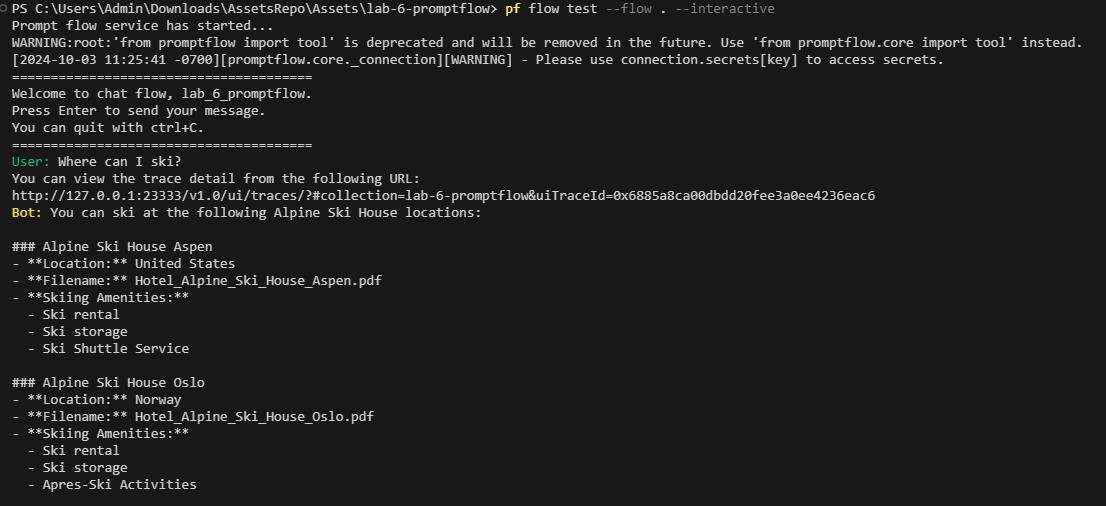 PS C:\Users\Admin\Downloads\AssetsRepo\Assets\lab-6-promptflow> pf flow test --flow . --interactive
Prompt flow service has started...
WARNING:root:'from promptflow import tool' is deprecated and will be removed in the future. Use 'from promptflow.core import tool' instead.
[2024-10-03 11:25:41 -0700][promptflow.core._connection][WARNING] - Please use connection.secrets[key] to access secrets.
=======================================
Welcome to chat flow, lab_6_promptflow.
Press Enter to send your message.
You can quit with ctrl+C.
=======================================
User: Where can I ski?
You can view the trace detail from the following URL:
http://127.0.0.1:23333/v1.0/ui/traces/?#collection=lab-6-promptflow&uiTraceId=0x6885a8ca00dbdd20fee3a0ee4236eac6
Bot: You can ski at the following Alpine Ski House locations:
### Alpine Ski House Aspen
- **Location:** United States
- **Filename:** Hotel_Alpine_Ski_House_Aspen.pdf
- **Skiing Amenities:**
  - Ski rental
  - Ski storage
  - Ski Shuttle Service
### Alpine Ski House Oslo
- **Location:** Norway
- **Filename:** Hotel_Alpine_Ski_House_Oslo.pdf
- **Skiing Amenities:**
  - Ski rental
  - Ski storage
  - Apres-Ski Activities